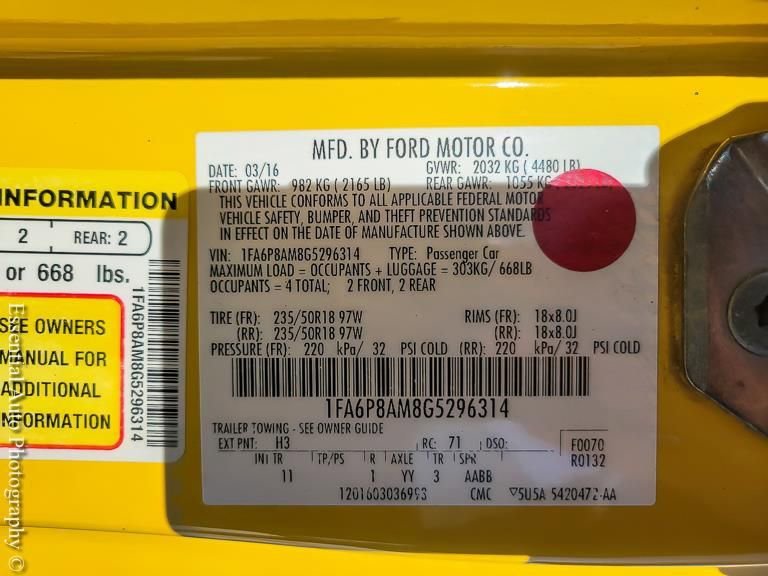 MFD. BY FORD MOTOR CO.
DATE: 03/16 GVWR: 2032 KG ( 4480 LB)
FRONT GAWR: 982 KG ( 2165 LB) REAR GAWR: 1055 KG
THIS VEHICLE CONFORMS TO ALL APPLICABLE FEDERAL MOTOR
VEHICLE SAFETY, BUMPER, AND THEFT PREVENTION STANDARDS
IN EFFECT ON THE DATE OF MANUFACTURE SHOWN ABOVE.
VIN: 1FA6P8AM8G5296314 TYPE: Passenger Car
MAXIMUM LOAD = OCCUPANTS + LUGGAGE = 303KG/ 668LB
OCCUPANTS = 4 TOTAL; 2 FRONT, 2 REAR
TIRE (FR): 235/50R18 97W RIMS (FR): 18x8.0J
(RR): 235/50R18 97W (RR): 18x8.0J
PRESSURE (FR): 220 kPa/ 32 PSI COLD (RR): 220 kPa/ 32 PSI COLD
1FA6P8AM8G5296314
TRAILER TOWING - SEE OWNER GUIDE
EXT PNT: H3 RC: 71 DSO: F0070
R0132
INT TR TP/PS R AXLE TR SPR
11 1 YY 3 AABB
1201603036993 CMC ▽5U5A 5420472-AA
INFORMATION
2 REAR: 2
or 668 lbs.
SEE OWNERS
MANUAL FOR
ADDITIONAL
INFORMATION
1FA6P8AM8G5296314
Essential Auto Photography ©